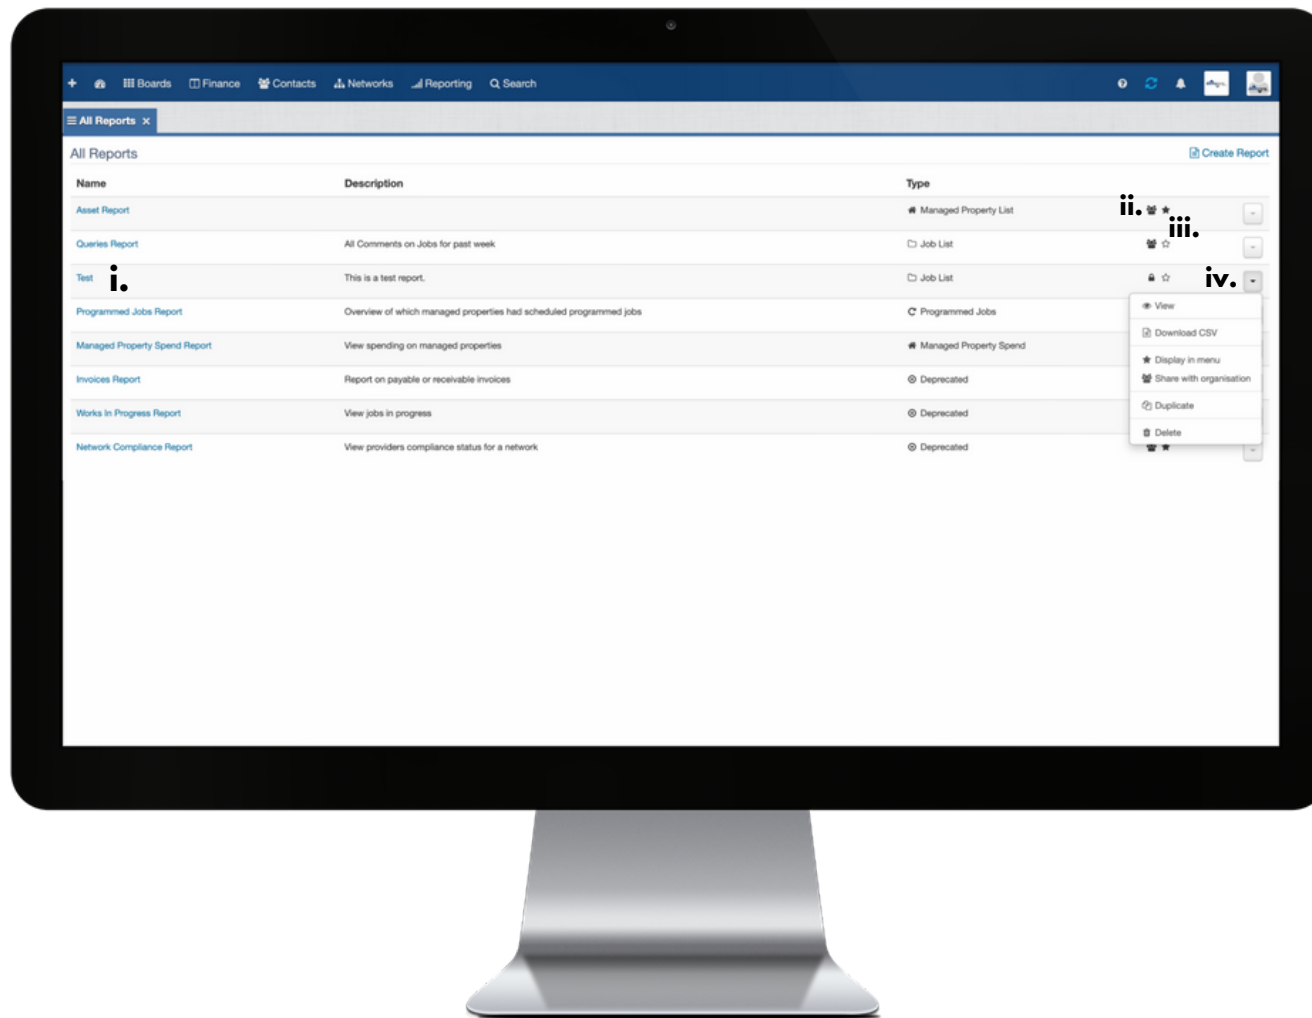 Boards Finance Contacts Networks Reporting Search
All Reports ×
All Reports Create Report
Name Description Type
Asset Report Managed Property List ii.
iii.
Queries Report All Comments on Jobs for past week Job List
Test i. This is a test report. Job List iv.
View
Programmed Jobs Report Overview of which managed properties had scheduled programmed jobs Programmed Jobs
Download CSV
Managed Property Spend Report View spending on managed properties Managed Property Spend
Display in menu
Share with organisation
Invoices Report Report on payable or receivable invoices Deprecated
Duplicate
Works In Progress Report View jobs in progress Deprecated
Delete
Network Compliance Report View providers compliance status for a network Deprecated